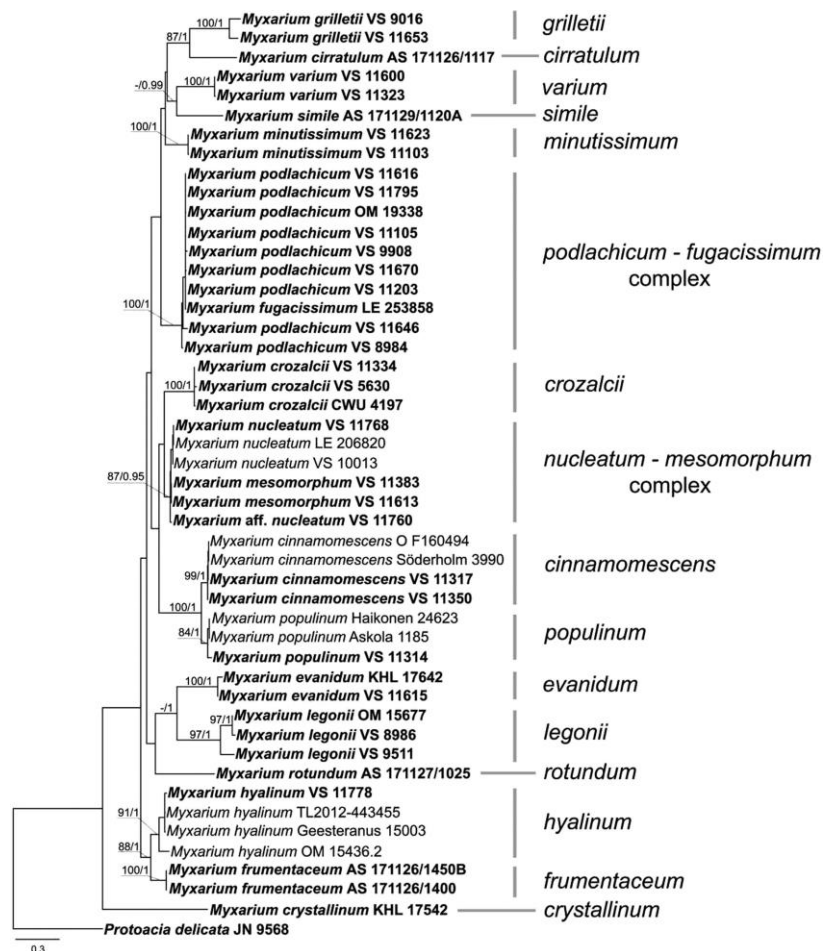 100/1 Myxarium grilletii VS 9016 grilletii
87/1 Myxarium grilletii VS 11653
Myxarium cirratulum AS 171126/1117 cirratulum
-/0.99 100/1 Myxarium varium VS 11600 varium
Myxarium varium VS 11323
Myxarium simile AS 171129/1120A simile
100/1 Myxarium minutissimum VS 11623 minutissimum
Myxarium minutissimum VS 11103
Myxarium podlachicum VS 11616
Myxarium podlachicum VS 11795
Myxarium podlachicum OM 19338
Myxarium podlachicum VS 11105
Myxarium podlachicum VS 9908 podlachicum - fugacissimum
Myxarium podlachicum VS 11670 complex
Myxarium podlachicum VS 11203
100/1 Myxarium fugacissimum LE 253858
Myxarium podlachicum VS 11646
Myxarium podlachicum VS 8984
Myxarium crozalcii VS 11334
100/1 Myxarium crozalcii VS 5630 crozalcii
Myxarium crozalcii CWU 4197
Myxarium nucleatum VS 11768
Myxarium nucleatum LE 206820
Myxarium nucleatum VS 10013 nucleatum - mesomorphum
87/0.95 Myxarium mesomorphum VS 11383 complex
Myxarium mesomorphum VS 11613
Myxarium aff. nucleatum VS 11760
Myxarium cinnamomescens O F160494
Myxarium cinnamomescens Söderholm 3990 cinnamomescens
99/1 Myxarium cinnamomescens VS 11317
Myxarium cinnamomescens VS 11350
100/1 Myxarium populinum Haikonen 24623
84/1 Myxarium populinum Askola 1185 populinum
Myxarium populinum VS 11314
100/1 Myxarium evanidum KHL 17642 evanidum
Myxarium evanidum VS 11615
-/1 97/1 Myxarium legonii OM 15677
97/1 Myxarium legonii VS 8986 legonii
Myxarium legonii VS 9511
Myxarium rotundum AS 171127/1025 rotundum
Myxarium hyalinum VS 11778
91/1 Myxarium hyalinum TL2012-443455 hyalinum
Myxarium hyalinum Geesteranus 15003
88/1 Myxarium hyalinum OM 15436.2
100/1 Myxarium frumentaceum AS 171126/1450B frumentaceum
Myxarium frumentaceum AS 171126/1400
Myxarium crystallinum KHL 17542 crystallinum
Protoacia delicata JN 9568
0.3